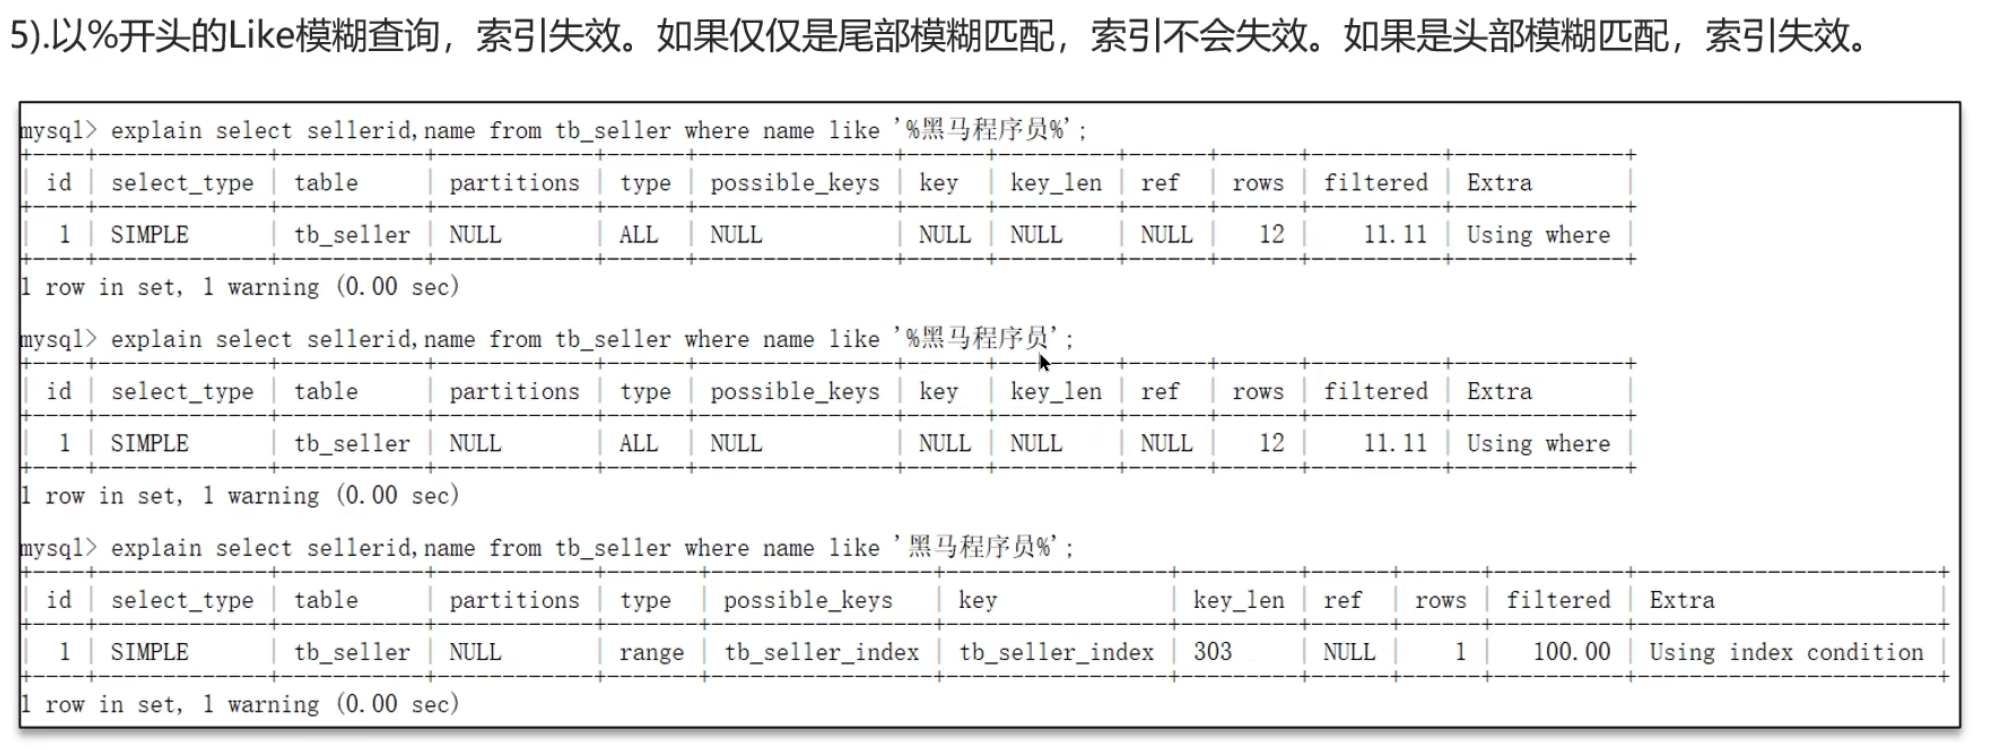 5).以%开头的Like模糊查询，索引失效。如果仅仅是尾部模糊匹配，索引不会失效。如果是头部模糊匹配，索引失效。
mysql> explain select sellerid,name from tb_seller where name like '%黑马程序员%';
+----+-------------+-----------+------------+------+---------------+------+---------+------+------+----------+-------------+
| id | select_type | table     | partitions | type | possible_keys | key  | key_len | ref  | rows | filtered | Extra       |
+----+-------------+-----------+------------+------+---------------+------+---------+------+------+----------+-------------+
|  1 | SIMPLE      | tb_seller | NULL       | ALL  | NULL          | NULL | NULL    | NULL |   12 |    11.11 | Using where |
+----+-------------+-----------+------------+------+---------------+------+---------+------+------+----------+-------------+
1 row in set, 1 warning (0.00 sec)
mysql> explain select sellerid,name from tb_seller where name like '%黑马程序员';
+----+-------------+-----------+------------+------+---------------+------+---------+------+------+----------+-------------+
| id | select_type | table     | partitions | type | possible_keys | key  | key_len | ref  | rows | filtered | Extra       |
+----+-------------+-----------+------------+------+---------------+------+---------+------+------+----------+-------------+
|  1 | SIMPLE      | tb_seller | NULL       | ALL  | NULL          | NULL | NULL    | NULL |   12 |    11.11 | Using where |
+----+-------------+-----------+------------+------+---------------+------+---------+------+------+----------+-------------+
1 row in set, 1 warning (0.00 sec)
mysql> explain select sellerid,name from tb_seller where name like '黑马程序员%';
+----+-------------+-----------+------------+-------+-----------------+-----------------+---------+------+------+----------+-----------------------+
| id | select_type | table     | partitions | type  | possible_keys   | key             | key_len | ref  | rows | filtered | Extra                 |
+----+-------------+-----------+------------+-------+-----------------+-----------------+---------+------+------+----------+-----------------------+
|  1 | SIMPLE      | tb_seller | NULL       | range | tb_seller_index | tb_seller_index | 303     | NULL |    1 |   100.00 | Using index condition |
+----+-------------+-----------+------------+-------+-----------------+-----------------+---------+------+------+----------+-----------------------+
1 row in set, 1 warning (0.00 sec)